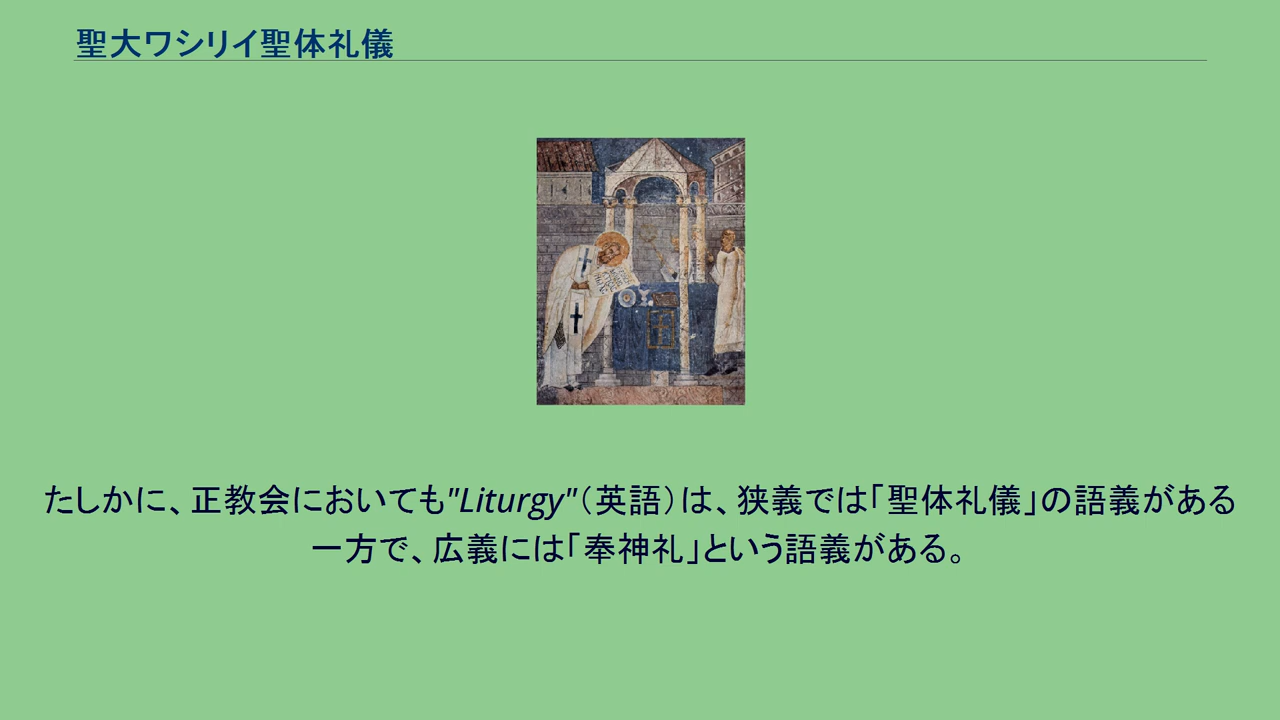 聖大ワシリイ聖体礼儀
たしかに、正教会においても"Liturgy"（英語）は、狭義では「聖体礼儀」の語義がある
一方で、広義には「奉神礼」という語義がある。